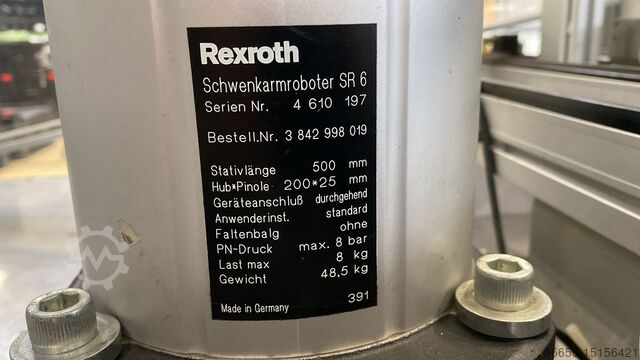 Rexroth
Schwenkarmroboter SR 6
Serien Nr. 4 610 197
Bestell.Nr. 3 842 998 019
Stativlänge 500 mm
Hub*Pinole 200*25 mm
Geräteanschluß durchgehend
Anwenderinst. standard
Faltenbalg ohne
PN-Druck max. 8 bar
Last max 8 kg
Gewicht 48,5 kg
Made in Germany 391